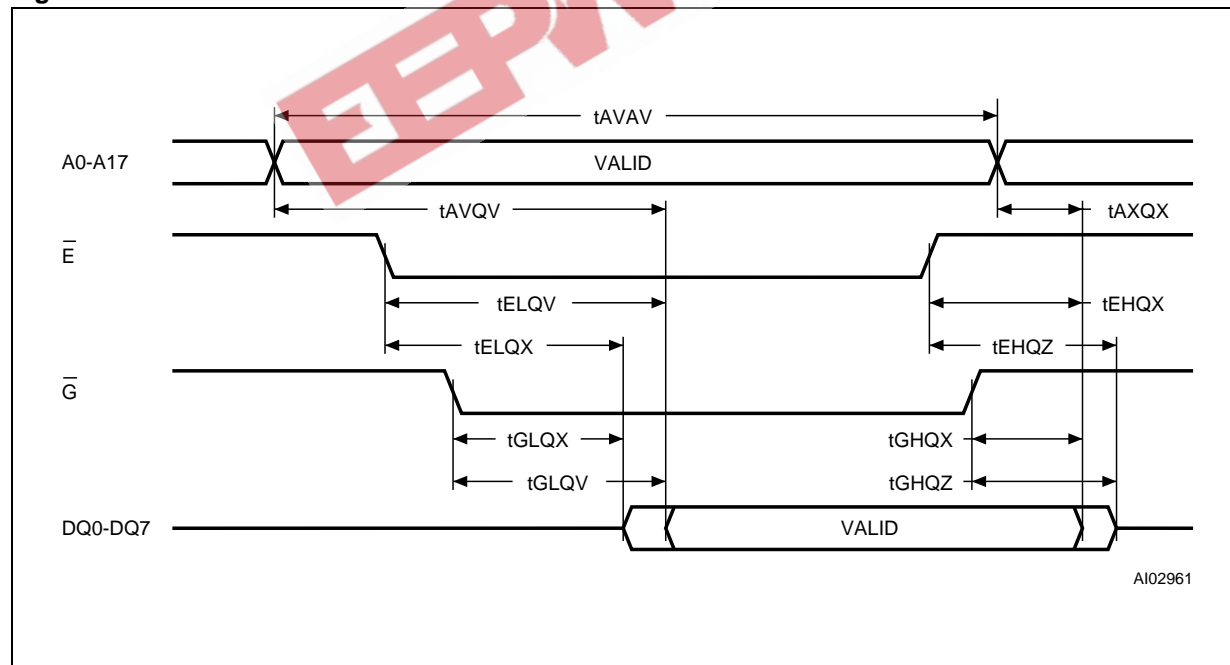 tAVAV
A0-A17 VALID
tAVQV tAXQX
E
tELQV tEHQX
tELQX tEHQZ
G
tGLQX tGHQX
tGLQV tGHQZ
DQ0-DQ7 VALID
AI02961